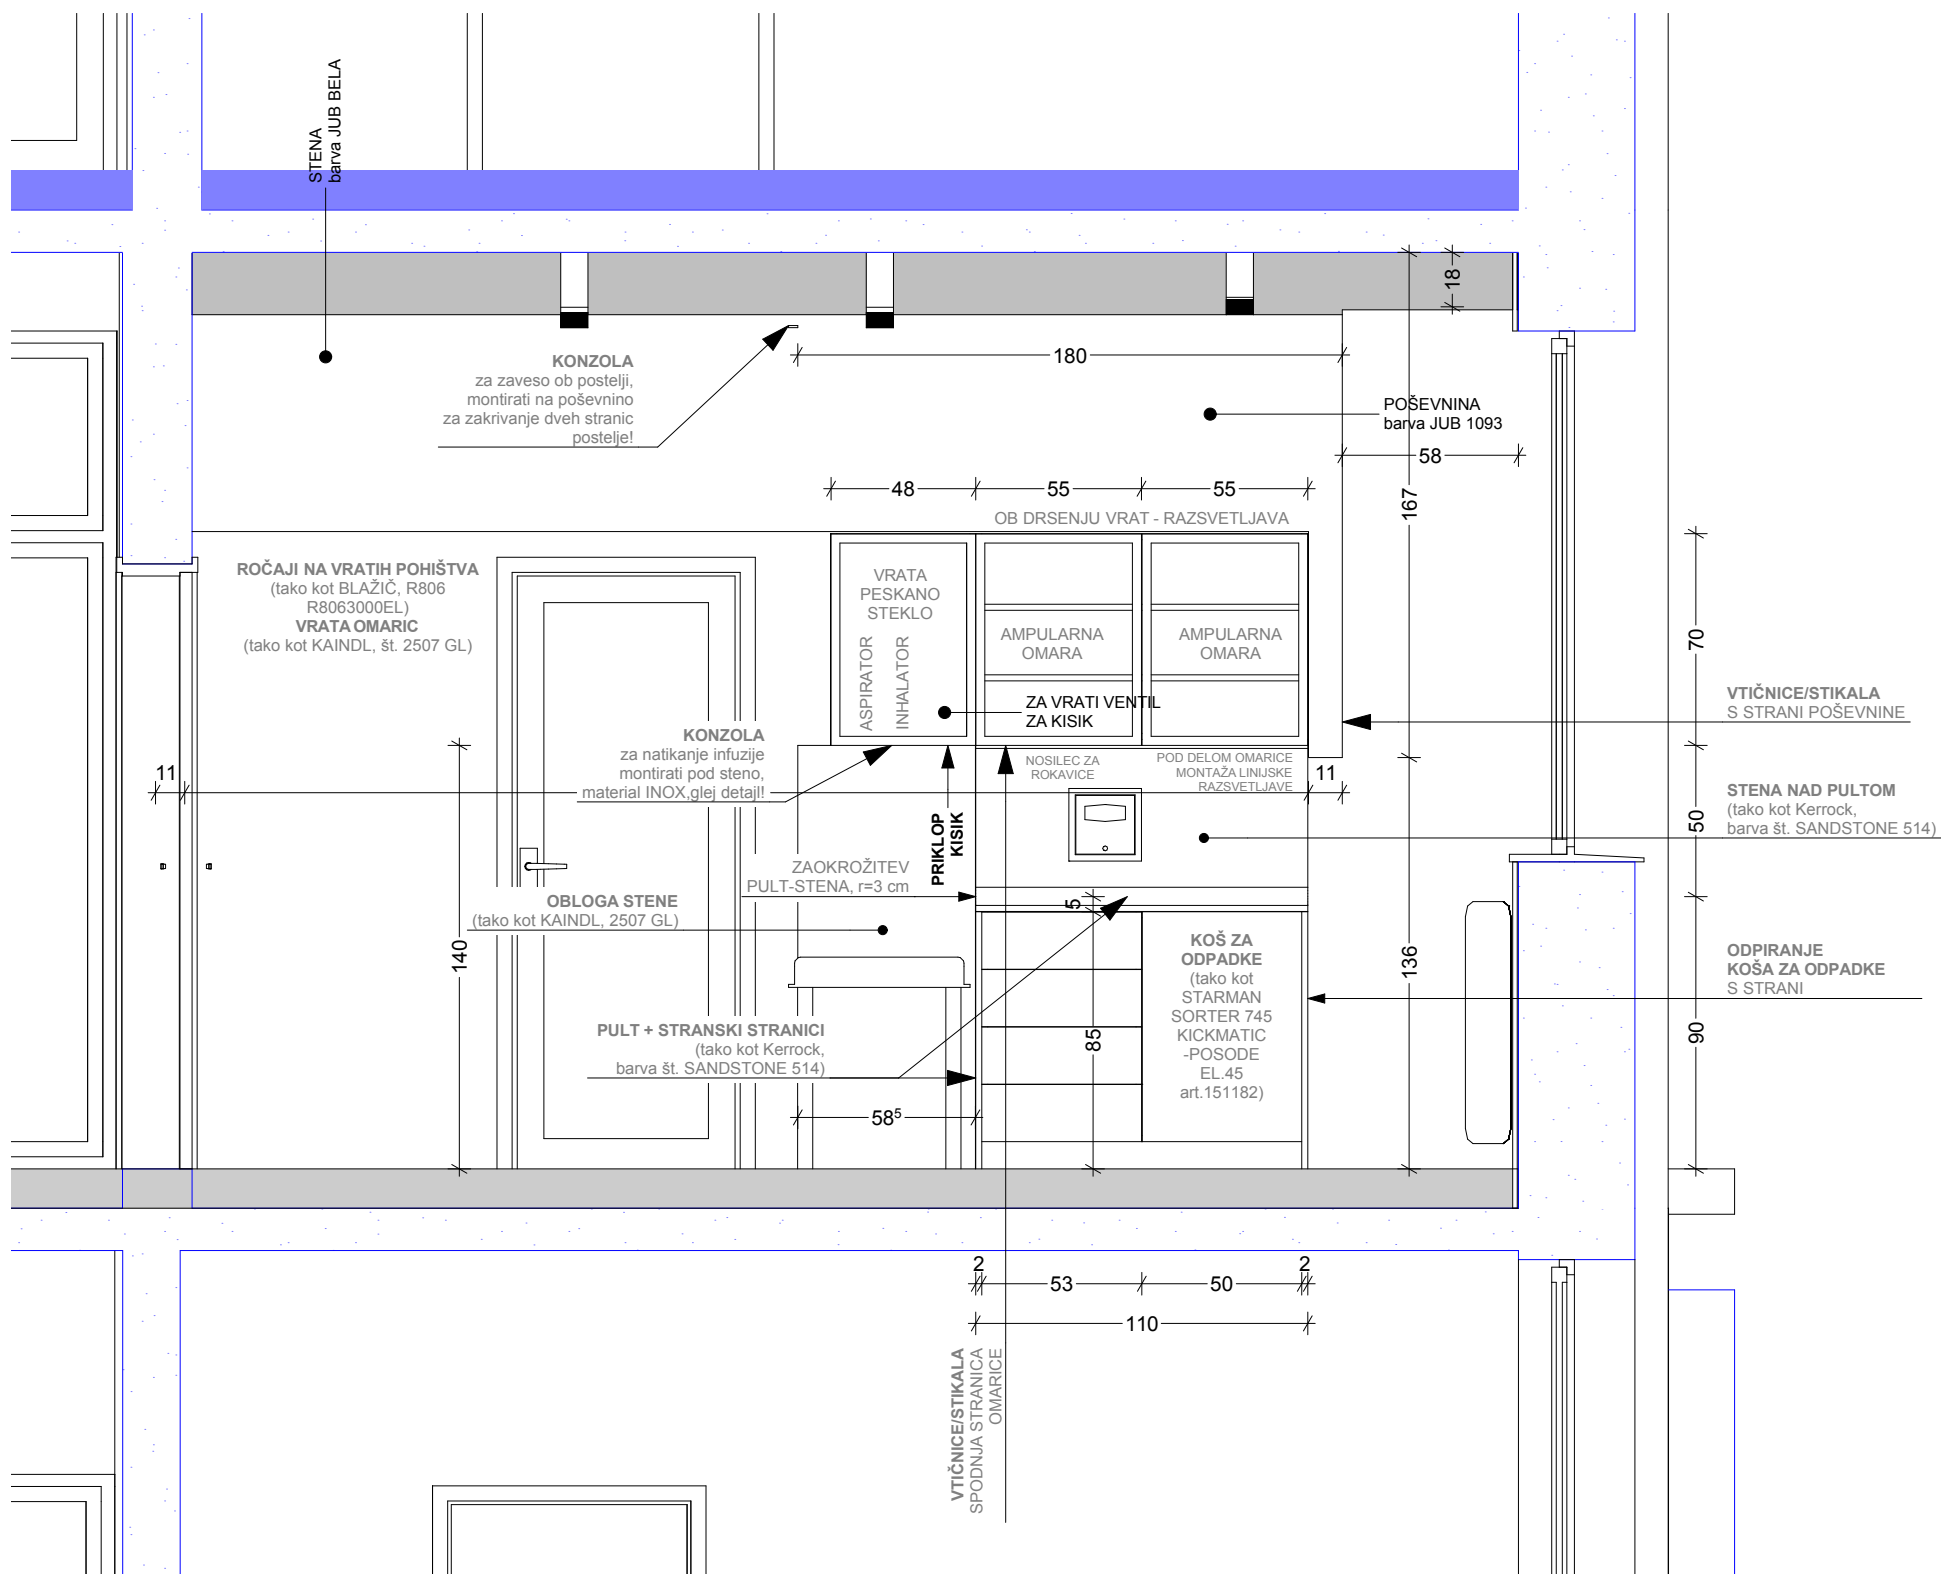 STENA
barva JUB BELA
18
180
KONZOLA
za zaveso ob postelji,
montirati na poševnino
za zakrivanje dveh stranic
postelje!
POŠEVNINA
barva JUB 1093
58
167
48
55
55
OB DRSENJU VRAT - RAZSVETLJAVA
ROČAJI NA VRATIH POHIŠTVA
(tako kot BLAŽIČ, R806
R8063000EL)
VRATA OMARIC
(tako kot KAINDL, št. 2507 GL)
VRATA
PESKANO
STEKLO
ASPIRATOR
INHALATOR
AMPULARNA
OMARA
AMPULARNA
OMARA
70
ZA VRATI VENTIL
ZA KISIK
VTIČNICE/STIKALA
S STRANI POŠEVNINE
KONZOLA
za natikanje infuzije
montirati pod steno,
material INOX,glej detajl!
NOSILEC ZA
ROKAVICE
POD DELOM OMARICE
MONTAŽA LINIJSKE
RAZSVETLJAVE
11
11
STENA NAD PULTOM
(tako kot Kerrock,
barva št. SANDSTONE 514)
50
PRIKLOP
KISIK
ZAOKROŽITEV
PULT-STENA, r=3 cm
OBLOGA STENE
(tako kot KAINDL, 2507 GL)
5
140
136
KOŠ ZA
ODPADKE
(tako kot
STARMAN
SORTER 745
KICKMATIC
-POSODE
EL.45
art.151182)
ODPIRANJE
KOŠA ZA ODPADKE
S STRANI
PULT + STRANSKI STRANICI
(tako kot Kerrock,
barva št. SANDSTONE 514)
85
90
58⁵
2
53
50
2
110
VTIČNICE/STIKALA
SPODNJA STRANICA
OMARICE